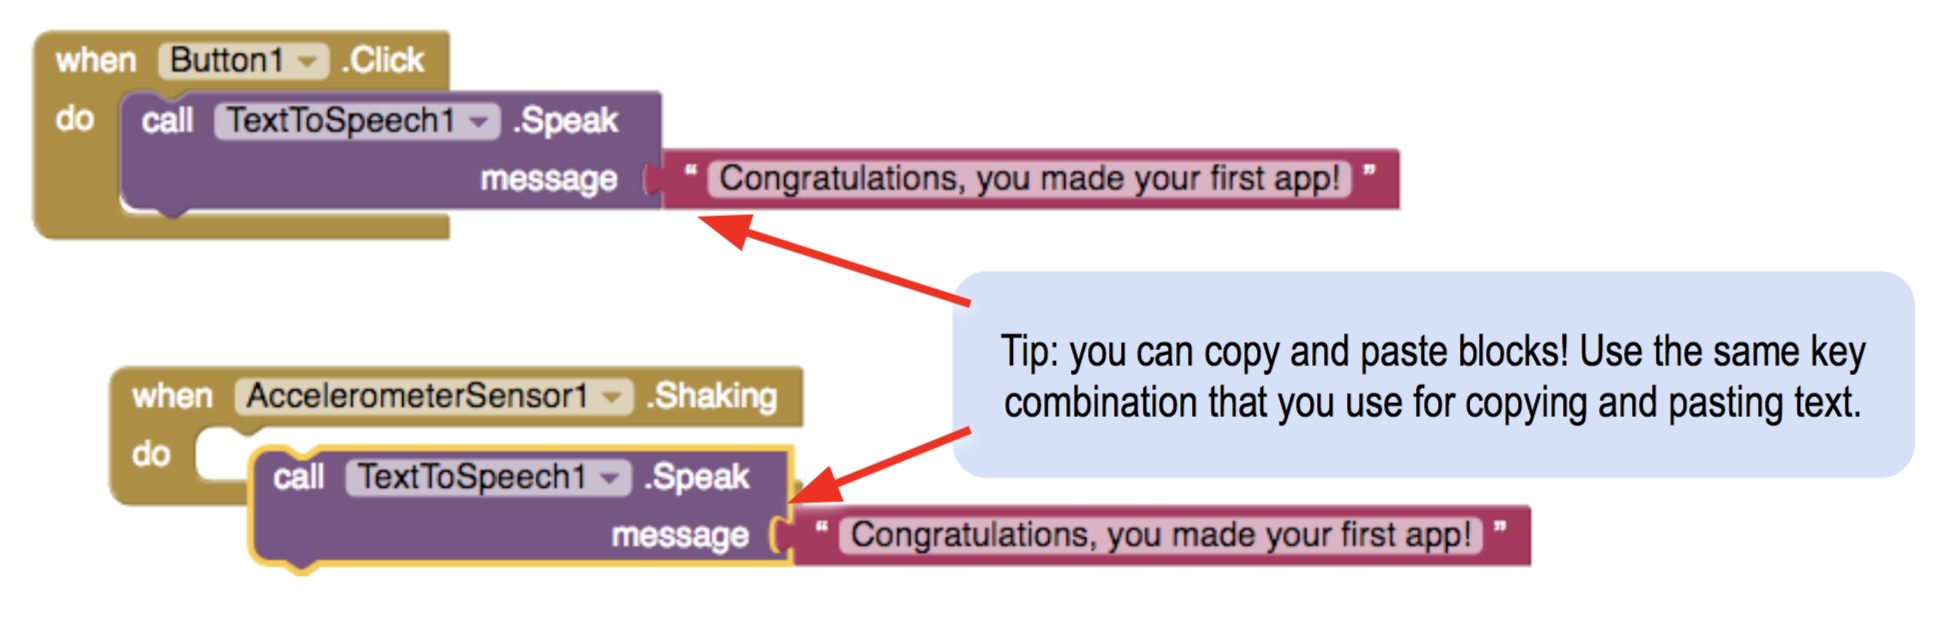 when Button1 .Click
do call TextToSpeech1 .Speak
message “ Congratulations, you made your first app! ”
Tip: you can copy and paste blocks! Use the same key
combination that you use for copying and pasting text.
when AccelerometerSensor1 .Shaking
do
call TextToSpeech1 .Speak
message “ Congratulations, you made your first app! ”